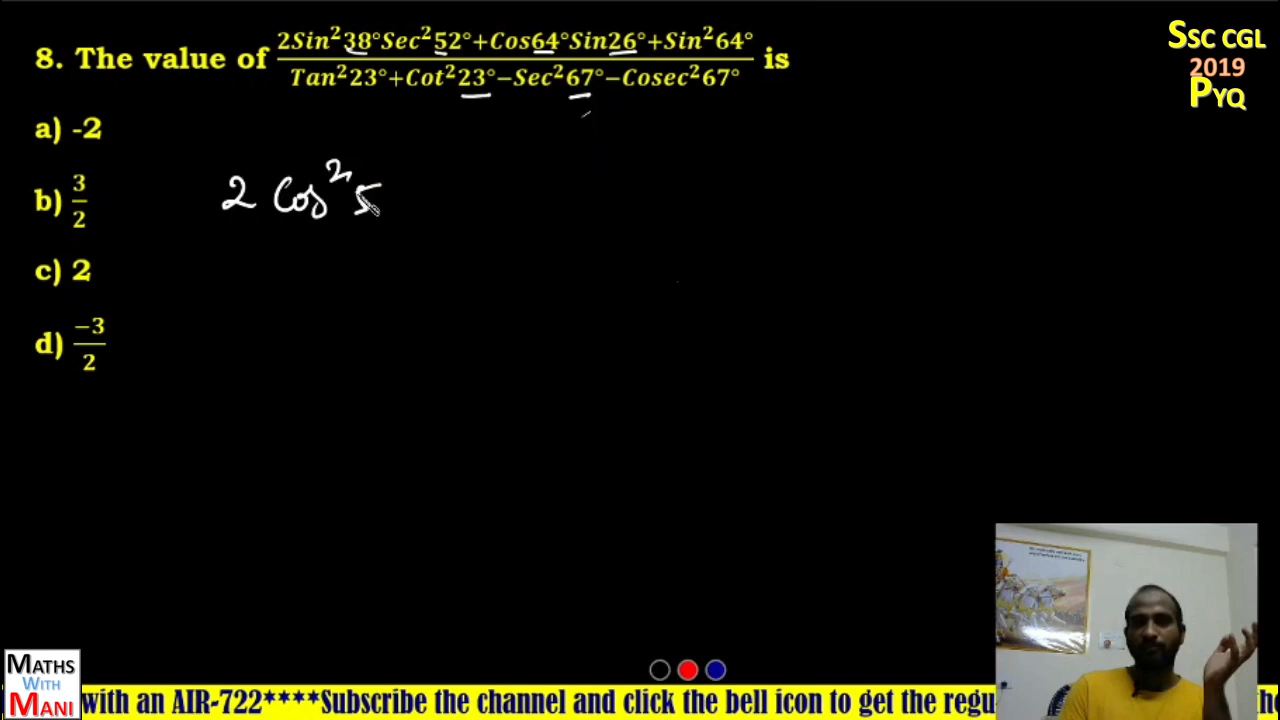 8. The value of (2Sin²38°Sec²52°+Cos64°Sin26°+Sin²64°)/(Tan²23°+Cot²23°−Sec²67°−Cosec²67°) is
SSC CGL
2019
PYQ
a) -2
b) 3/2
c) 2
d) −3/2
2 Cos² 5
MATHS
WITH
MANI
with an AIR-722****Subscribe the channel and click the bell icon to get the regu